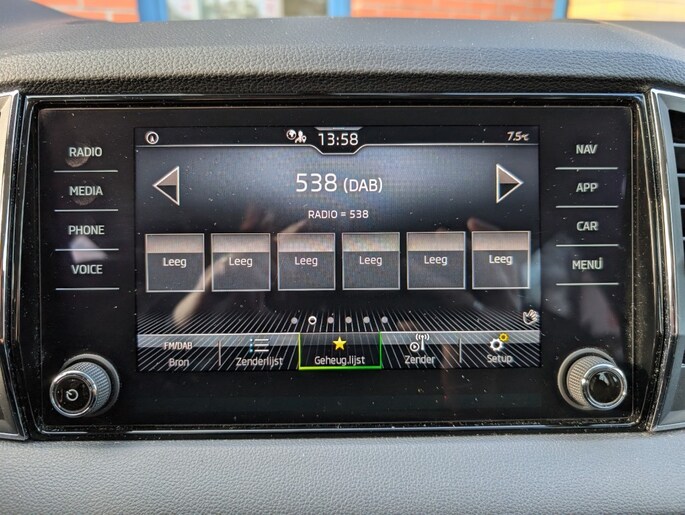 13:58
7.5°C
RADIO
MEDIA
PHONE
VOICE
538 (DAB)
RADIO = 538
Leeg Leeg Leeg Leeg Leeg Leeg
FM/DAB
Bron
Zenderlijst
Geheug.lijst
Zender
Setup
NAV
APP
CAR
MENU